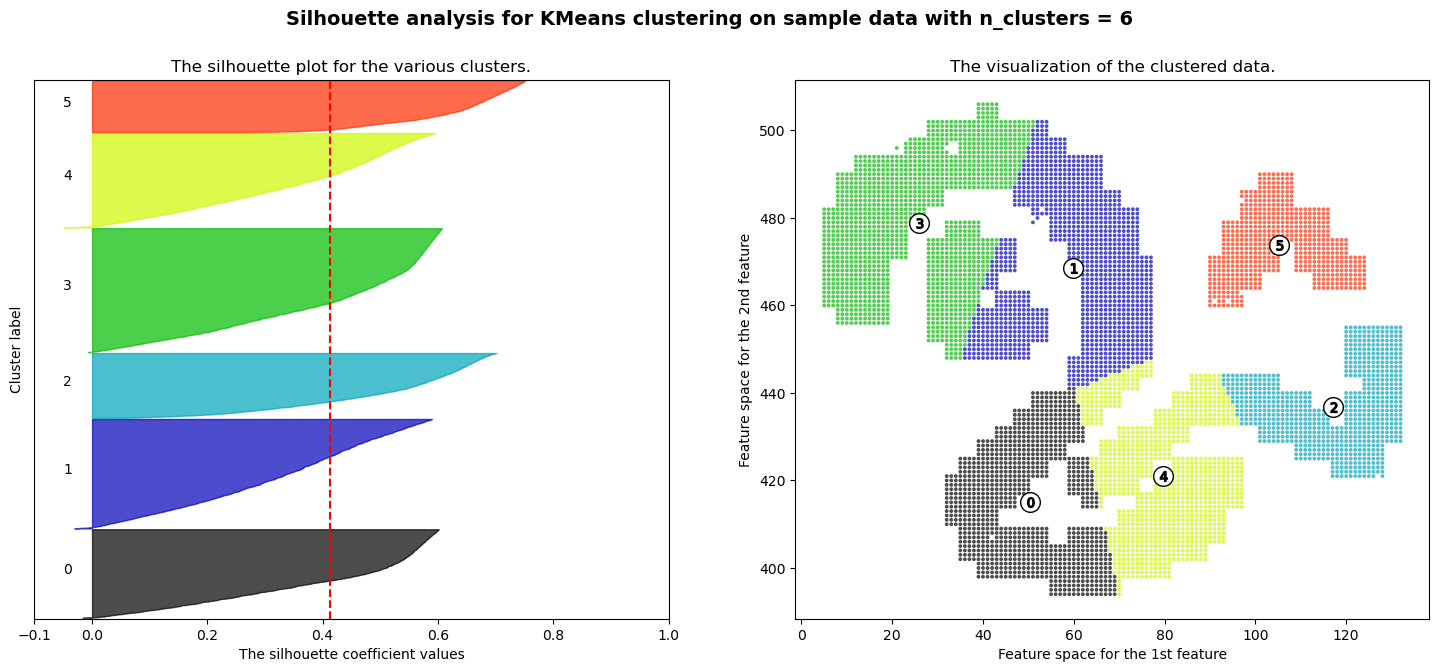 Silhouette analysis for KMeans clustering on sample data with n_clusters = 6
The silhouette plot for the various clusters.
Cluster label
5
4
3
2
1
0
−0.1 0.0 0.2 0.4 0.6 0.8 1.0
The silhouette coefficient values
The visualization of the clustered data.
Feature space for the 2nd feature
500
480
460
440
420
400
3
5
1
2
4
0
0 20 40 60 80 100 120
Feature space for the 1st feature